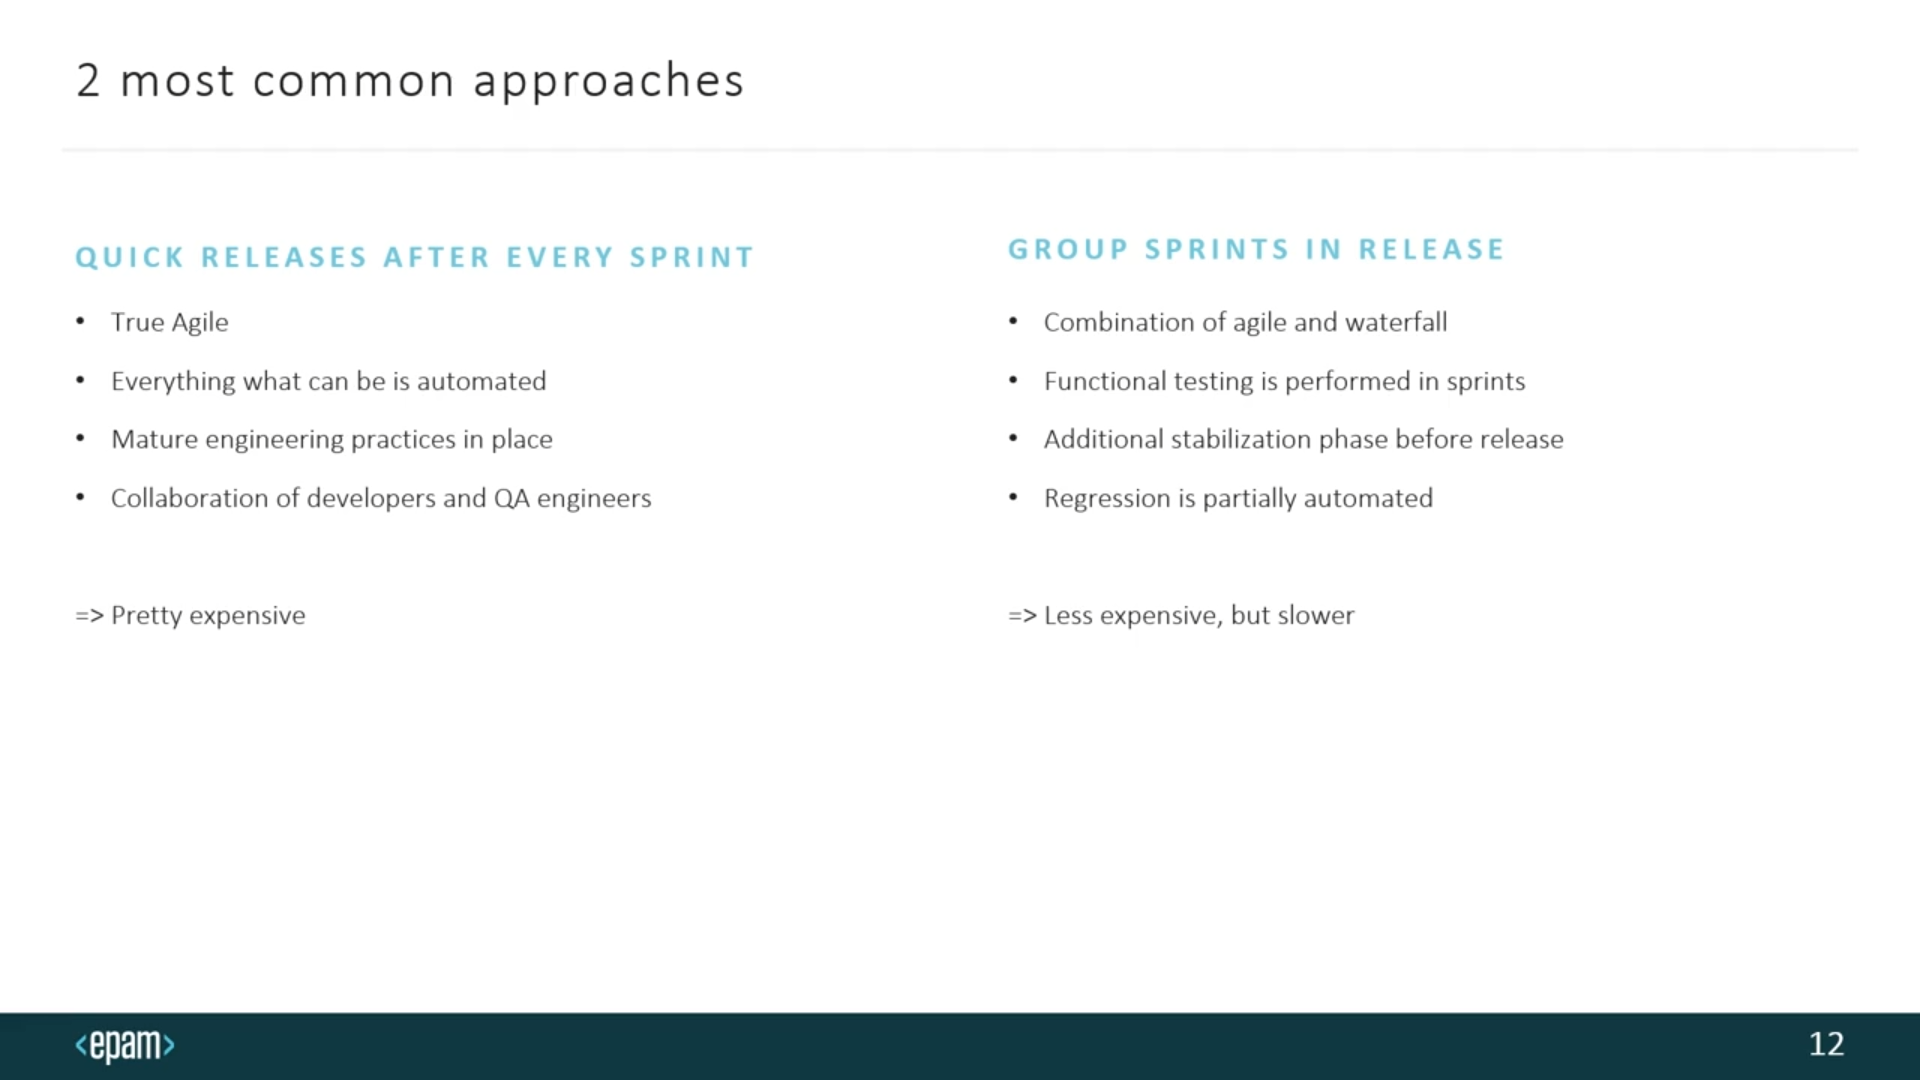 2 most common approaches
QUICK RELEASES AFTER EVERY SPRINT
• True Agile
• Everything what can be is automated
• Mature engineering practices in place
• Collaboration of developers and QA engineers
=> Pretty expensive
GROUP SPRINTS IN RELEASE
• Combination of agile and waterfall
• Functional testing is performed in sprints
• Additional stabilization phase before release
• Regression is partially automated
=> Less expensive, but slower
<epam>
12